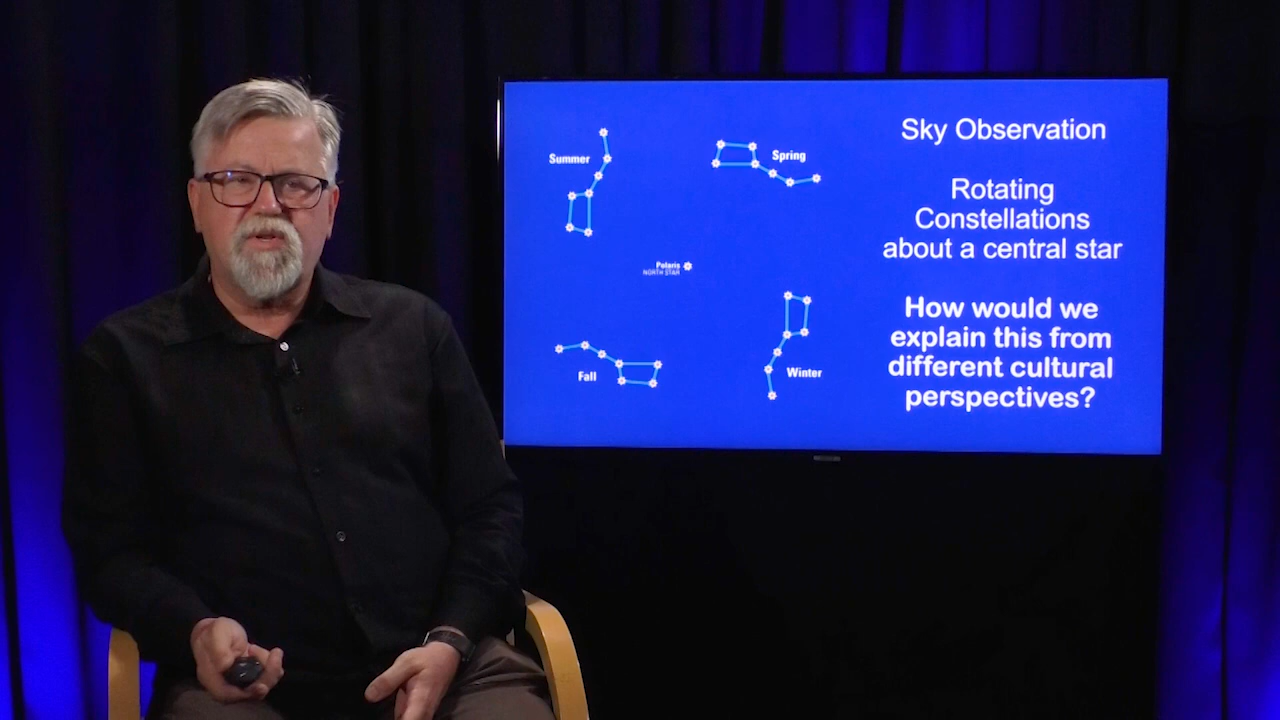 Summer
Spring
Polaris
NORTH STAR
Fall
Winter
Sky Observation
Rotating
Constellations
about a central star
How would we
explain this from
different cultural
perspectives?